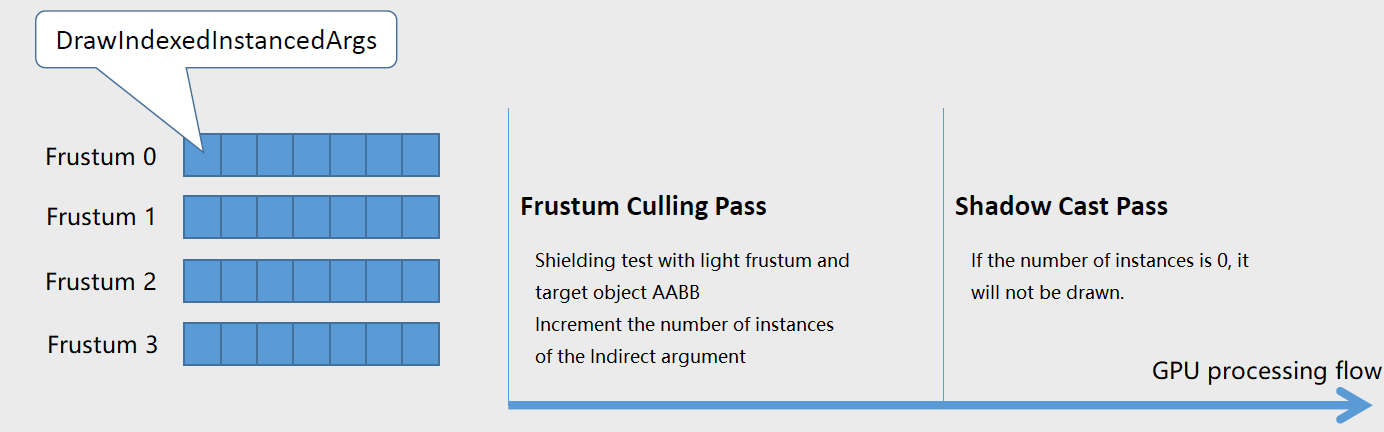 DrawIndexedInstancedArgs
Frustum 0
Frustum 1
Frustum 2
Frustum 3
Frustum Culling Pass
Shielding test with light frustum and
target object AABB
Increment the number of instances
of the Indirect argument
Shadow Cast Pass
If the number of instances is 0, it
will not be drawn.
GPU processing flow